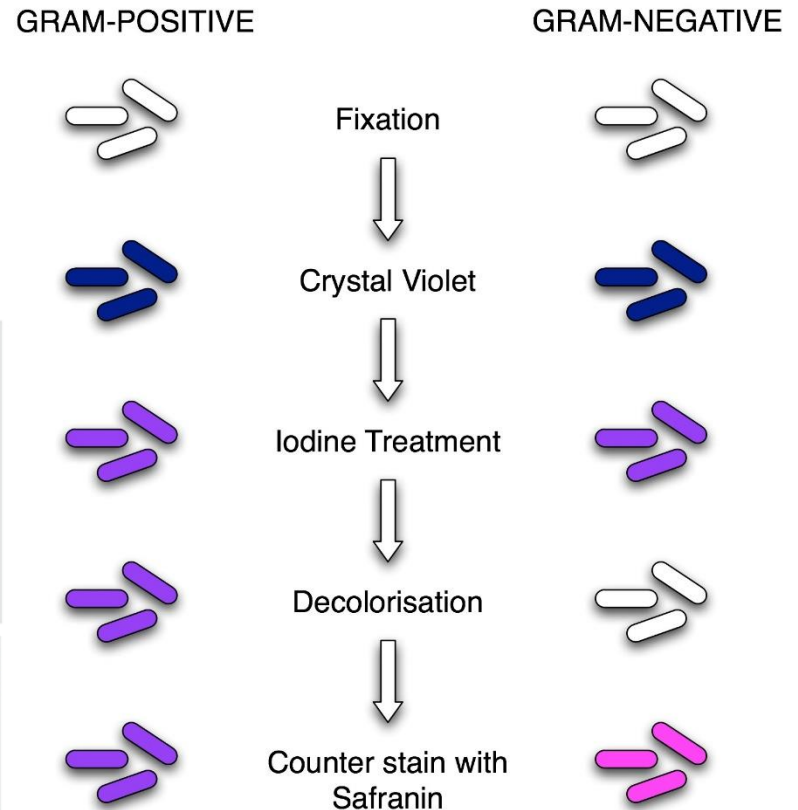 GRAM-POSITIVE
GRAM-NEGATIVE
Fixation
Crystal Violet
Iodine Treatment
Decolorisation
Counter stain with
Safranin